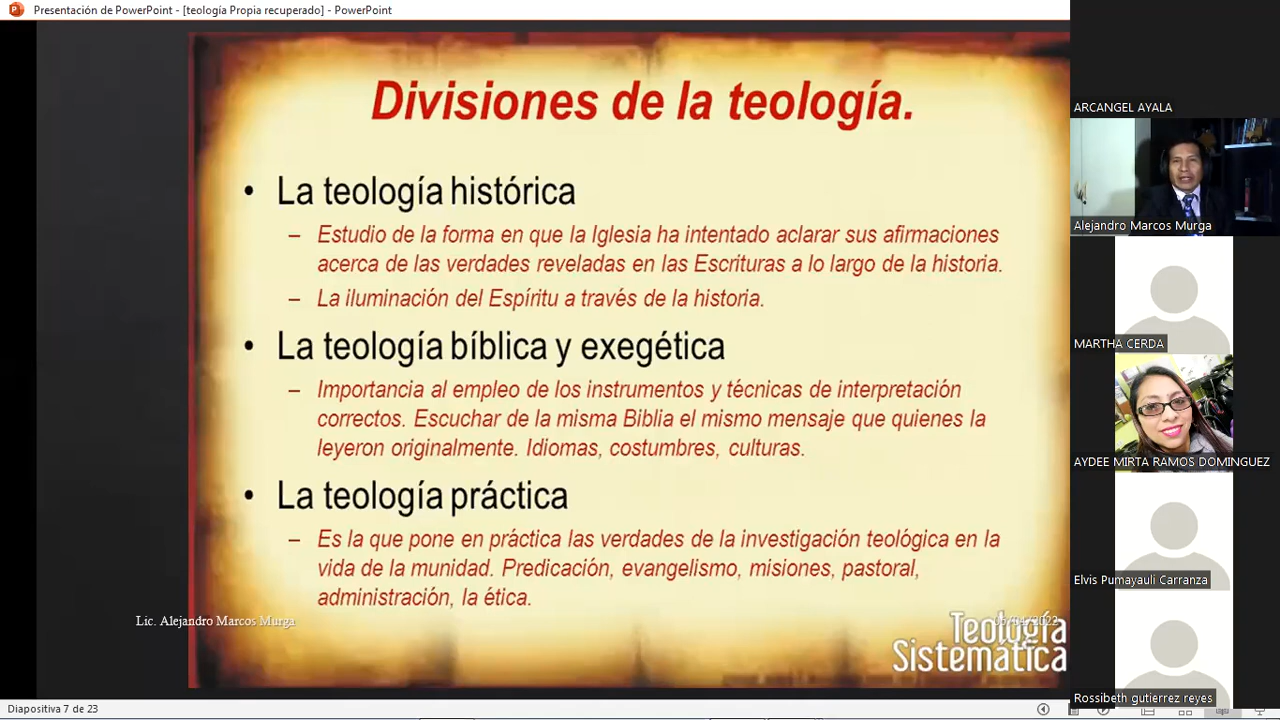 Presentación de PowerPoint - [teología Propia recuperado] - PowerPoint
Divisiones de la teología.
• La teología histórica
– Estudio de la forma en que la Iglesia ha intentado aclarar sus afirmaciones
acerca de las verdades reveladas en las Escrituras a lo largo de la historia.
– La iluminación del Espíritu a través de la historia.
• La teología bíblica y exegética
– Importancia al empleo de los instrumentos y técnicas de interpretación
correctos. Escuchar de la misma Biblia el mismo mensaje que quienes la
leyeron originalmente. Idiomas, costumbres, culturas.
• La teología práctica
– Es la que pone en práctica las verdades de la investigación teológica en la
vida de la munidad. Predicación, evangelismo, misiones, pastoral,
administración, la ética.
Lic. Alejandro Marcos Murga
Teología
Sistemática
Diapositiva 7 de 23
ARCANGEL AYALA
Alejandro Marcos Murga
MARTHA CERDA
AYDEE MIRTA RAMOS DOMINGUEZ
Elvis Pumayauli Carranza
Rossibeth gutierrez reyes